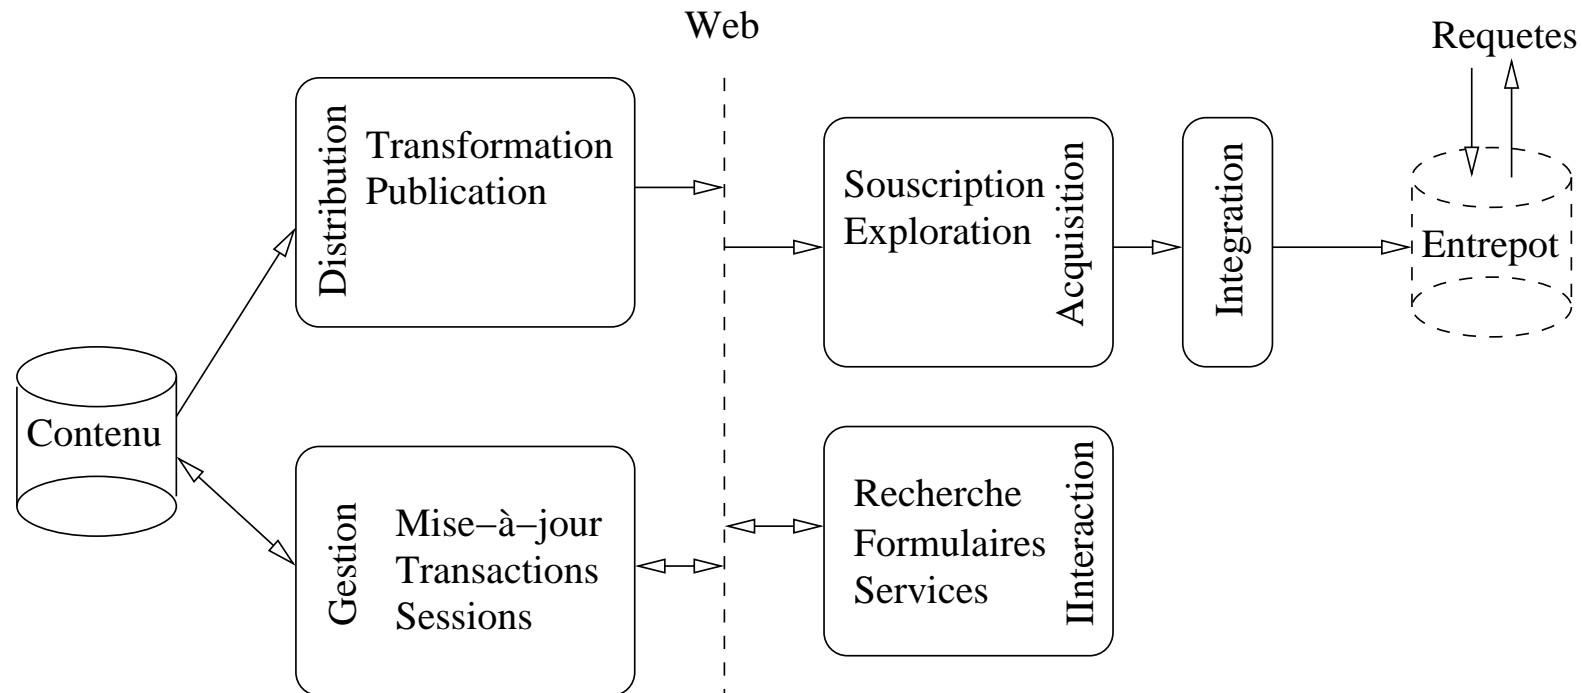 Web
Requetes
Distribution
Transformation
Publication
Souscription
Exploration
Acquisition
Integration
Entrepot
Contenu
Gestion
Mise−à−jour
Transactions
Sessions
Recherche
Formulaires
Services
IInteraction